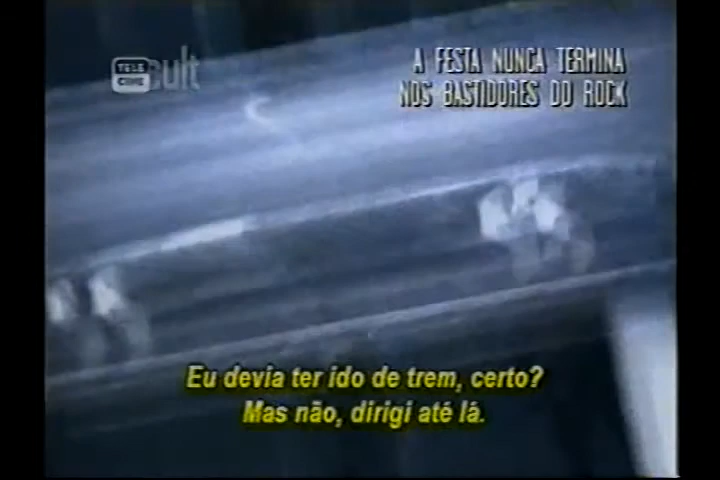 TELE
CINE
cult
A FESTA NUNCA TERMINA
NOS BASTIDORES DO ROCK
Eu devia ter ido de trem, certo?
Mas não, dirigi até lá.